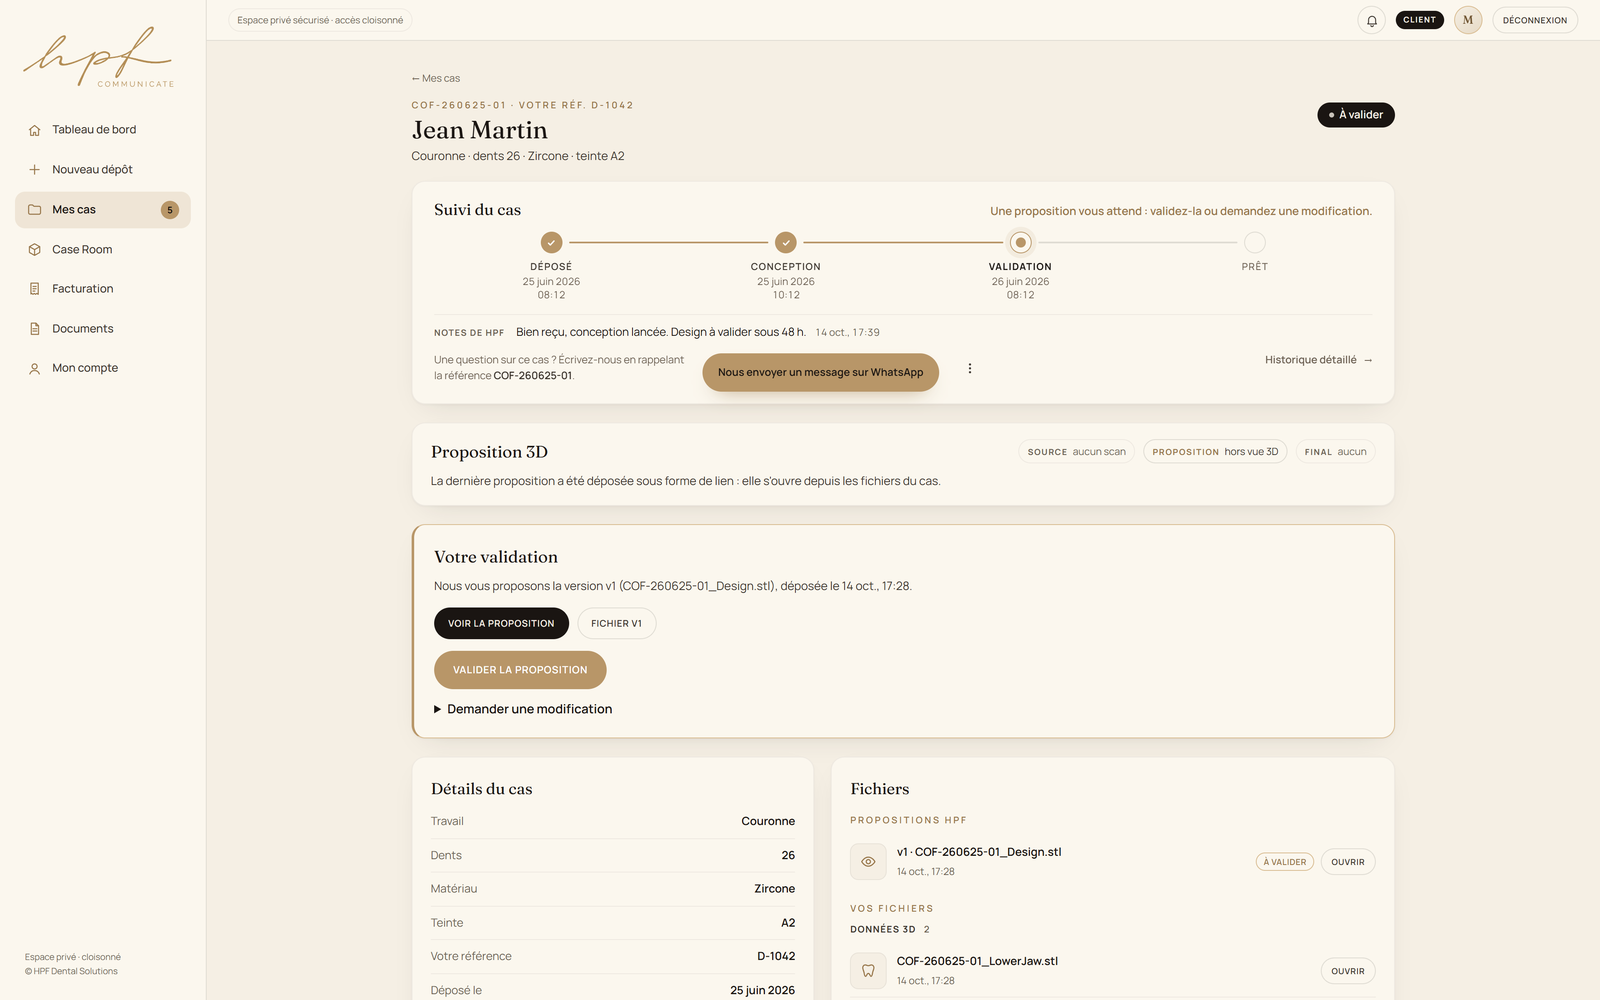 hpf
COMMUNICATE
Espace privé sécurisé · accès cloisonné
CLIENT
M
DÉCONNEXION
Tableau de bord
Nouveau dépôt
Mes cas
5
Case Room
Facturation
Documents
Mon compte
Espace privé · cloisonné
© HPF Dental Solutions
← Mes cas
COF-260625-01 · VOTRE RÉF. D-1042
Jean Martin
À valider
Couronne · dents 26 · Zircone · teinte A2
Suivi du cas
Une proposition vous attend : validez-la ou demandez une modification.
DÉPOSÉ
25 juin 2026
08:12
CONCEPTION
25 juin 2026
10:12
VALIDATION
26 juin 2026
08:12
PRÊT
NOTES DE HPF Bien reçu, conception lancée. Design à valider sous 48 h. 14 oct., 17:39
Une question sur ce cas ? Écrivez-nous en rappelant
la référence COF-260625-01.
Nous envoyer un message sur WhatsApp
Historique détaillé →
Proposition 3D
SOURCE aucun scan
PROPOSITION hors vue 3D
FINAL aucun
La dernière proposition a été déposée sous forme de lien : elle s'ouvre depuis les fichiers du cas.
Votre validation
Nous vous proposons la version v1 (COF-260625-01_Design.stl), déposée le 14 oct., 17:28.
VOIR LA PROPOSITION
FICHIER V1
VALIDER LA PROPOSITION
▶ Demander une modification
Détails du cas
Travail Couronne
Dents 26
Matériau Zircone
Teinte A2
Votre référence D-1042
Déposé le 25 juin 2026
Fichiers
PROPOSITIONS HPF
v1 · COF-260625-01_Design.stl
14 oct., 17:28
À VALIDER
OUVRIR
VOS FICHIERS
DONNÉES 3D 2
COF-260625-01_LowerJaw.stl
14 oct., 17:28
OUVRIR